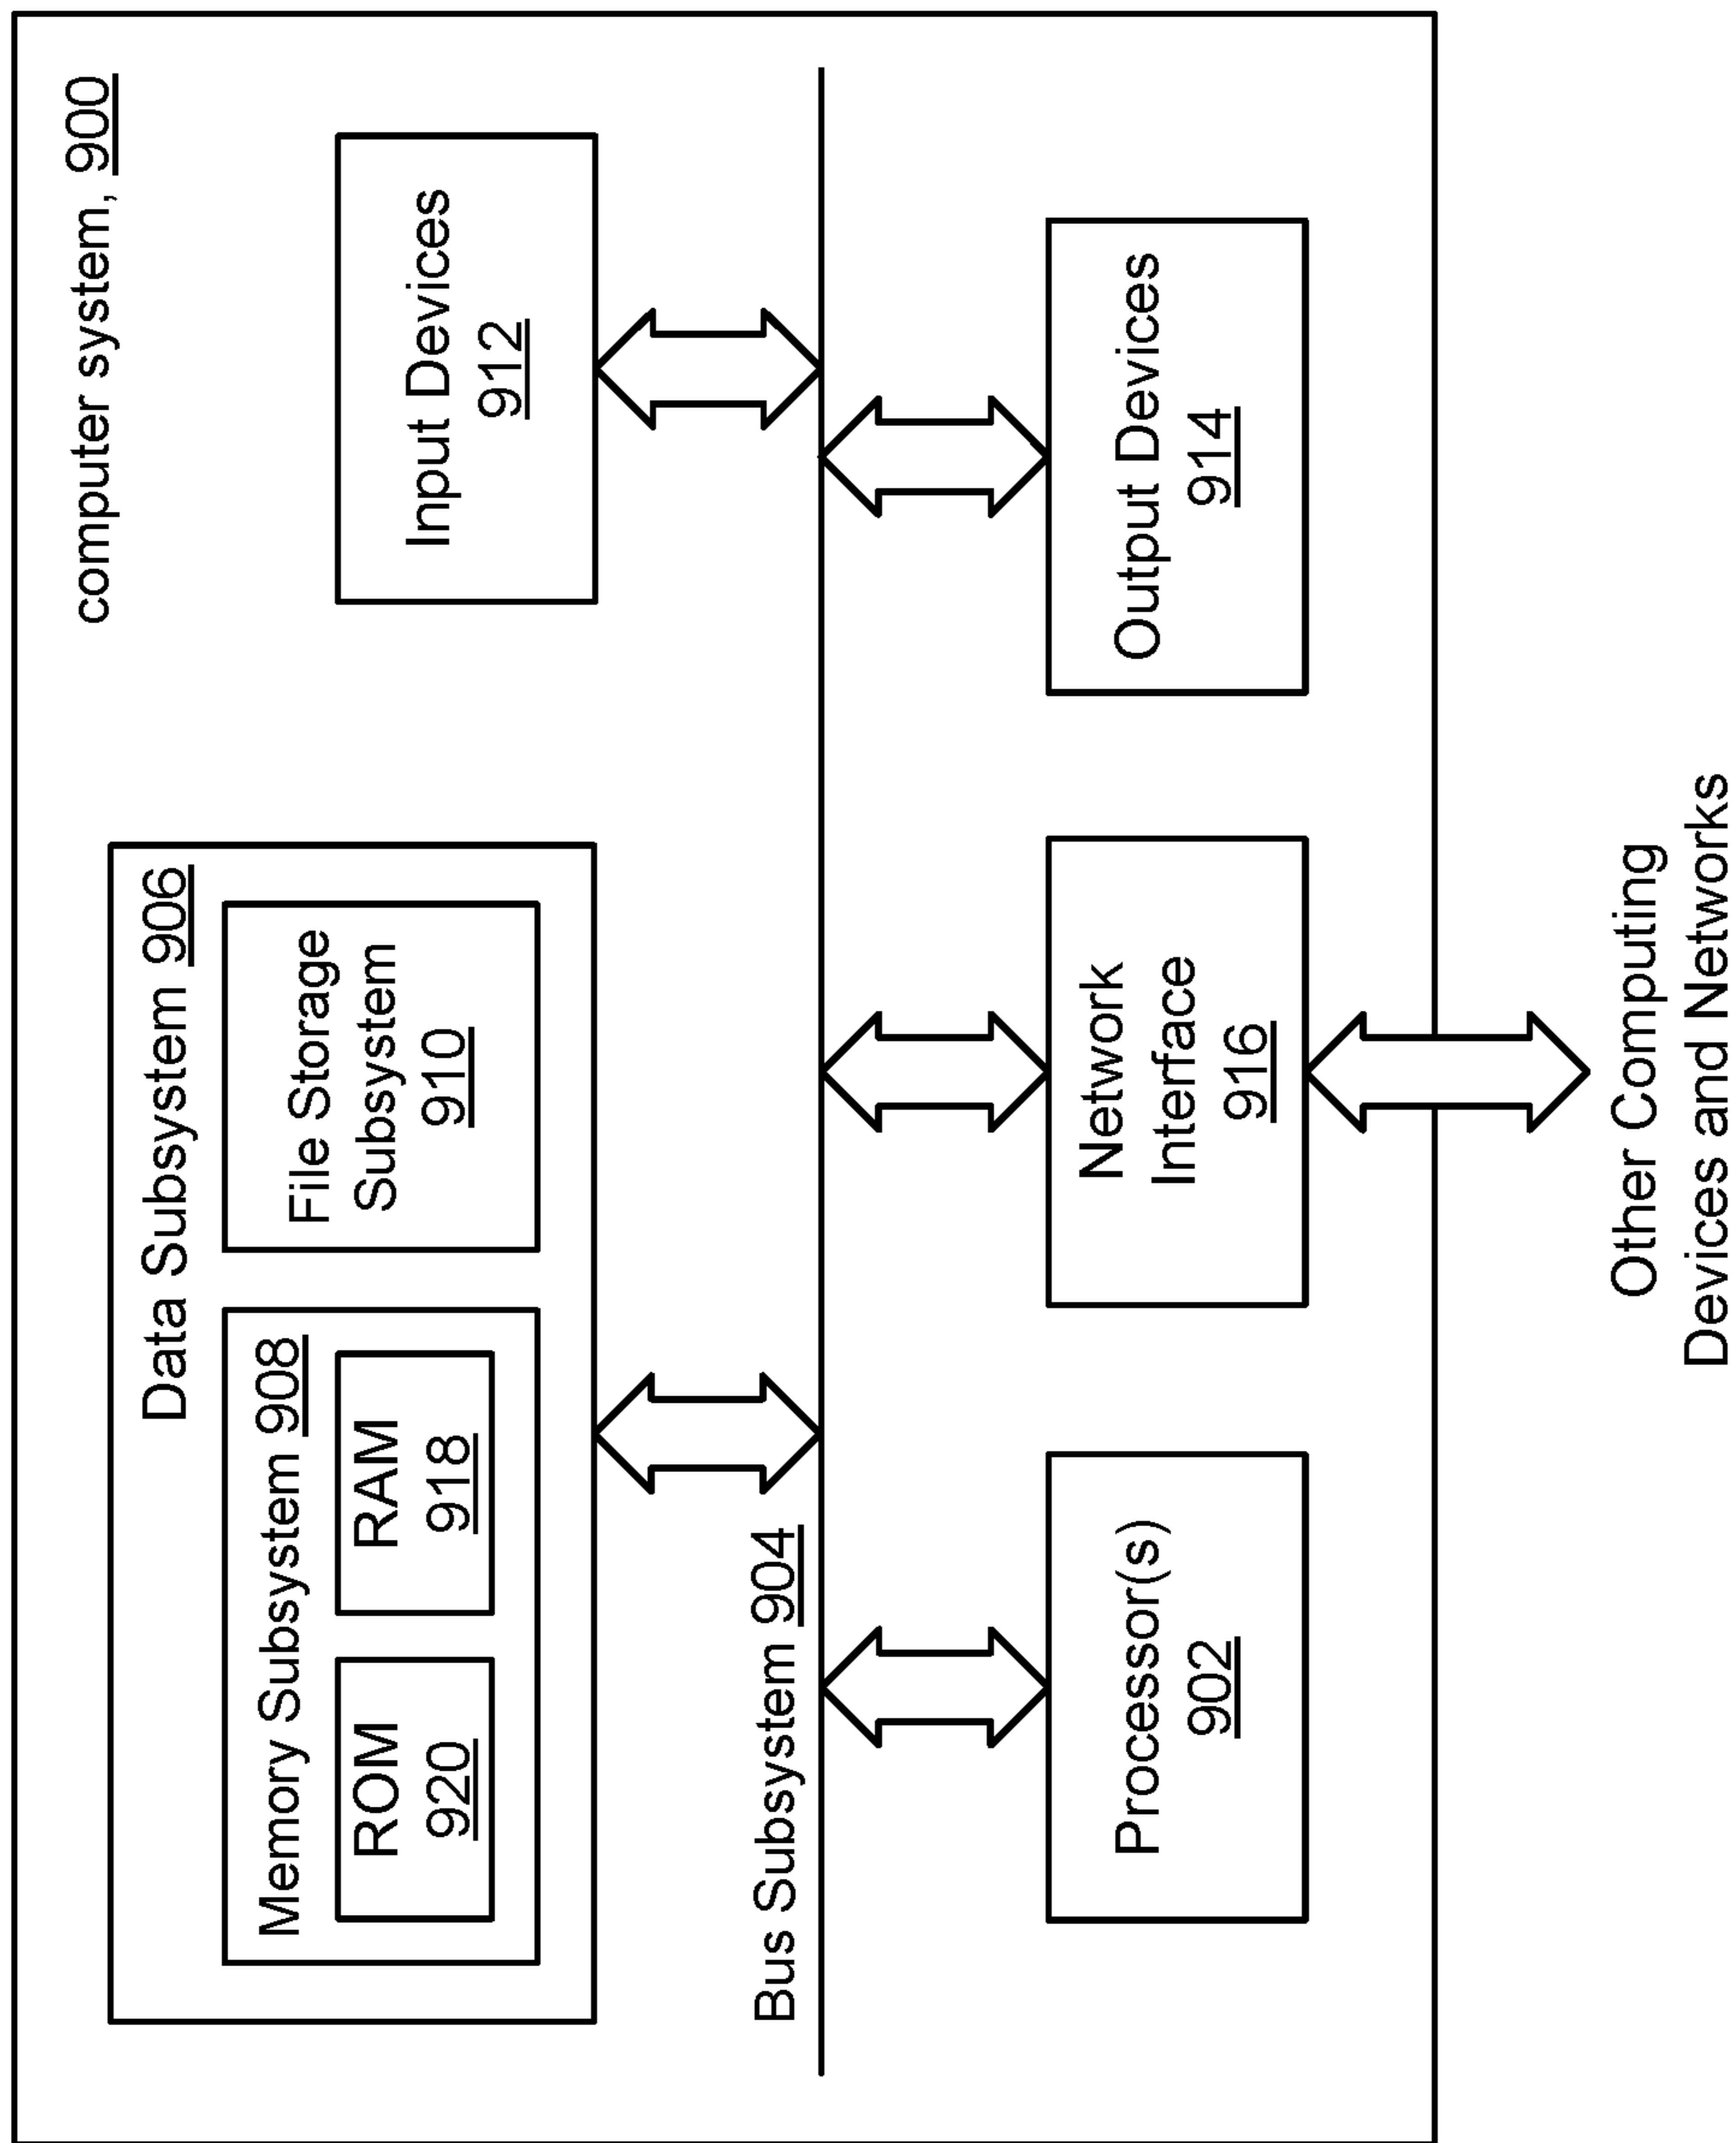 computer system, 900
Data Subsystem 906
Memory Subsystem 908
ROM
920
RAM
918
File Storage
Subsystem
910
Input Devices
912
Bus Subsystem 904
Processor(s)
902
Network
Interface
916
Output Devices
914
Other Computing
Devices and Networks